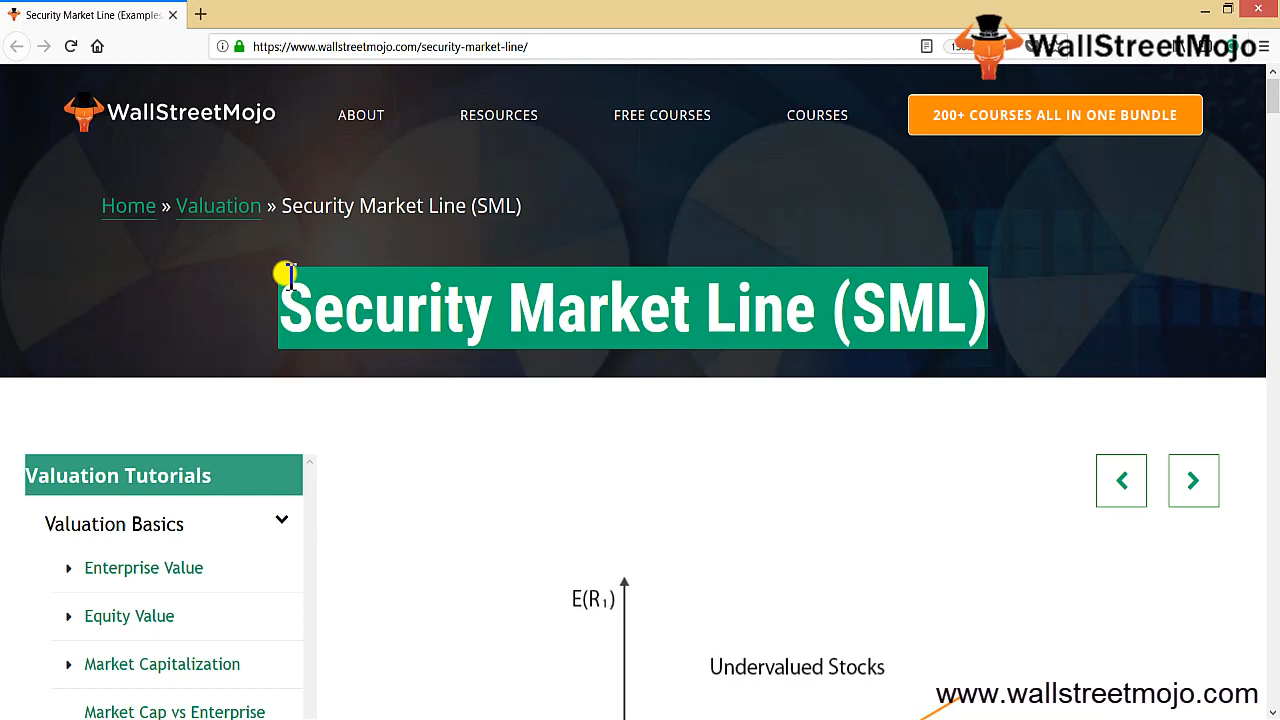 Security Market Line (Examples,
https://www.wallstreetmojo.com/security-market-line/
WallStreetMojo
WallStreetMojo
ABOUT
RESOURCES
FREE COURSES
COURSES
200+ COURSES ALL IN ONE BUNDLE
Home » Valuation » Security Market Line (SML)
Security Market Line (SML)
Valuation Tutorials
Valuation Basics
Enterprise Value
Equity Value
Market Capitalization
Market Cap vs Enterprise
E(R₁)
Undervalued Stocks
www.wallstreetmojo.com